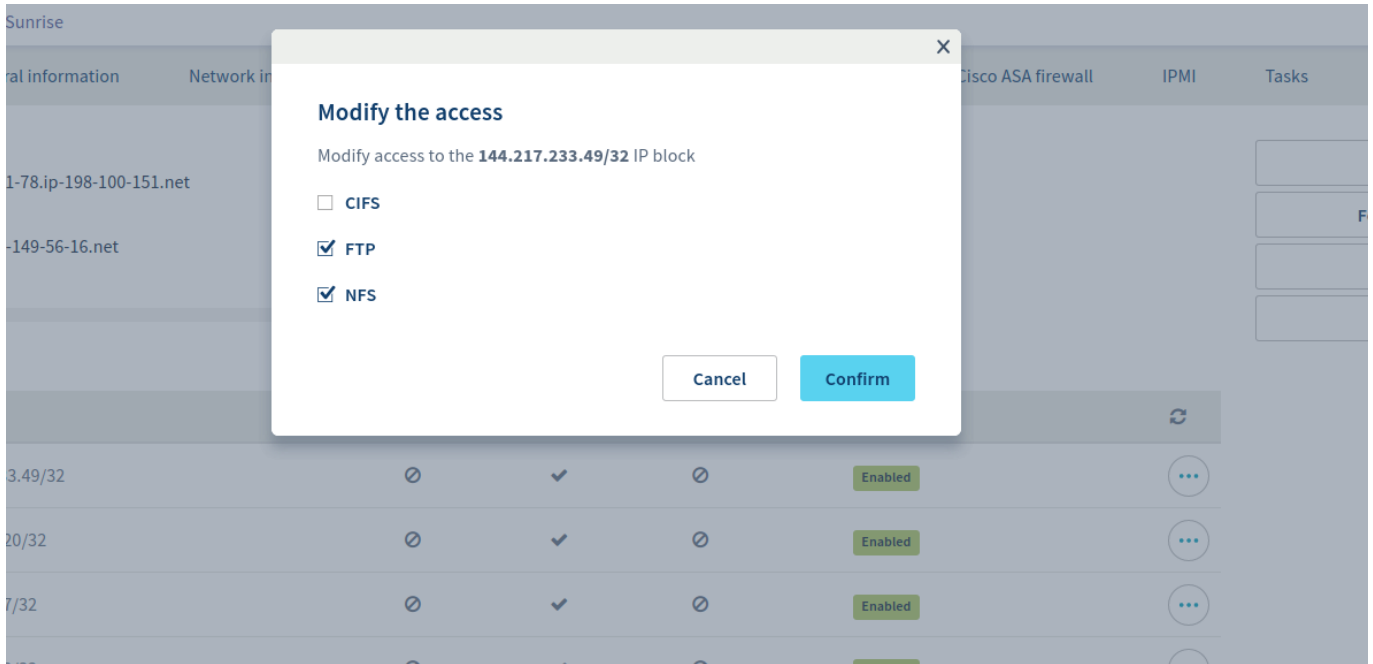 Sunrise
ral information Network in Cisco ASA firewall IPMI Tasks
Modify the access
Modify access to the 144.217.233.49/32 IP block
1-78.ip-198-100-151.net
CIFS
F
-149-56-16.net
FTP
NFS
Cancel Confirm
3.49/32 Enabled
20/32 Enabled
7/32 Enabled